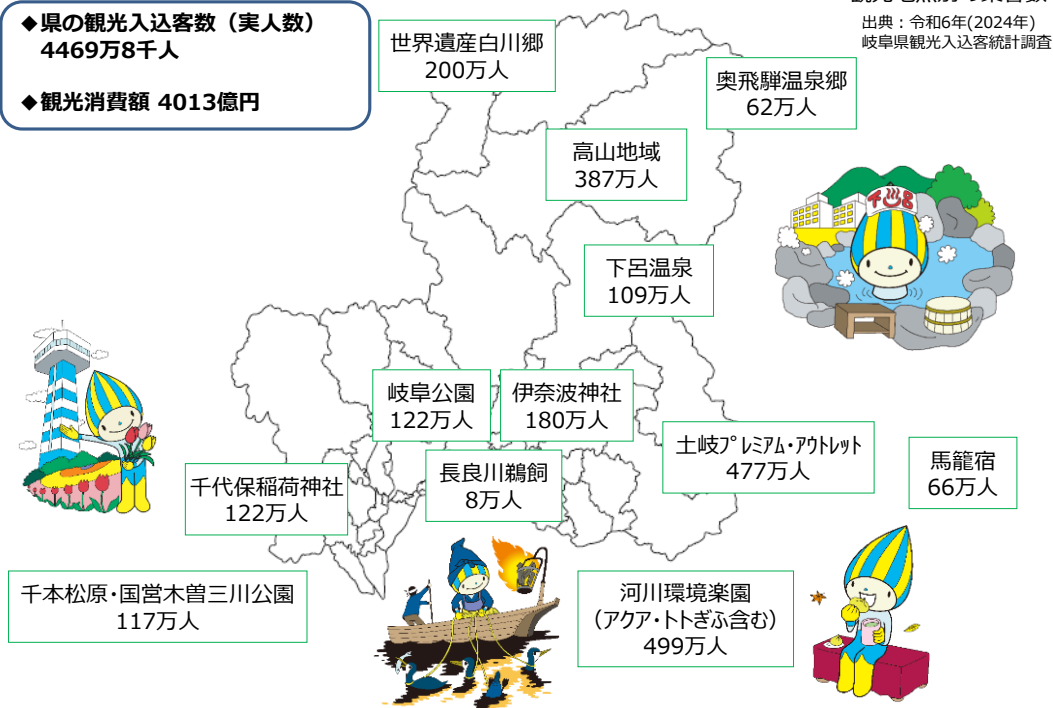 ◆県の観光入込客数（実人数）
4469万8千人
◆観光消費額 4013億円
出典：令和6年(2024年)
岐阜県観光入込客統計調査
世界遺産白川郷
200万人
奥飛騨温泉郷
62万人
高山地域
387万人
下呂
下呂温泉
109万人
岐阜公園
122万人
伊奈波神社
180万人
土岐ﾌﾟﾚﾐｱﾑ・ｱｳﾄﾚｯﾄ
477万人
馬籠宿
66万人
千代保稲荷神社
122万人
長良川鵜飼
8万人
千本松原・国営木曽三川公園
117万人
河川環境楽園
（アクア・トトぎふ含む）
499万人